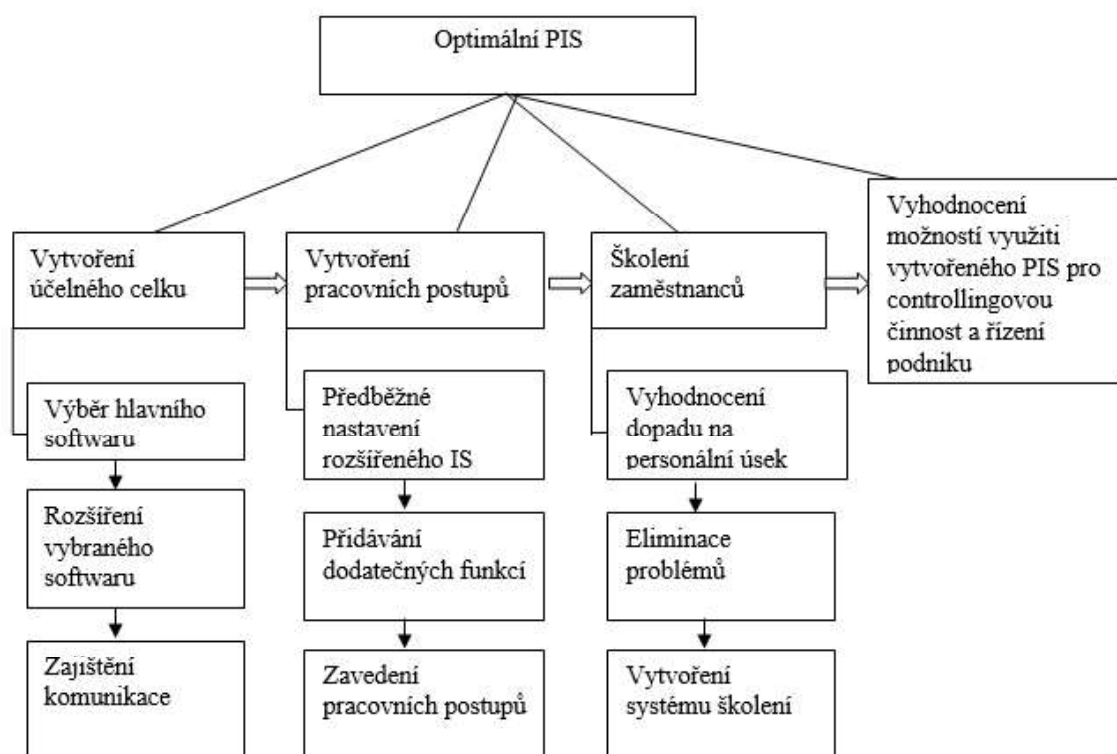 Optimální PIS
Vytvoření
účelného celku
Vytvoření
pracovních postupů
Školení
zaměstnanců
Vyhodnocení
možností využiti
vytvořeného PIS pro
controllingovou
činnost a řízení
podniku
Výběr hlavního
softwaru
Rozšíření
vybraného
softwaru
Zajištění
komunikace
Předběžné
nastavení
rozšířeného IS
Přidávání
dodatečných funkcí
Zavedení
pracovních postupů
Vyhodnocení
dopadu na
personální úsek
Eliminace
problémů
Vytvoření
systému školení